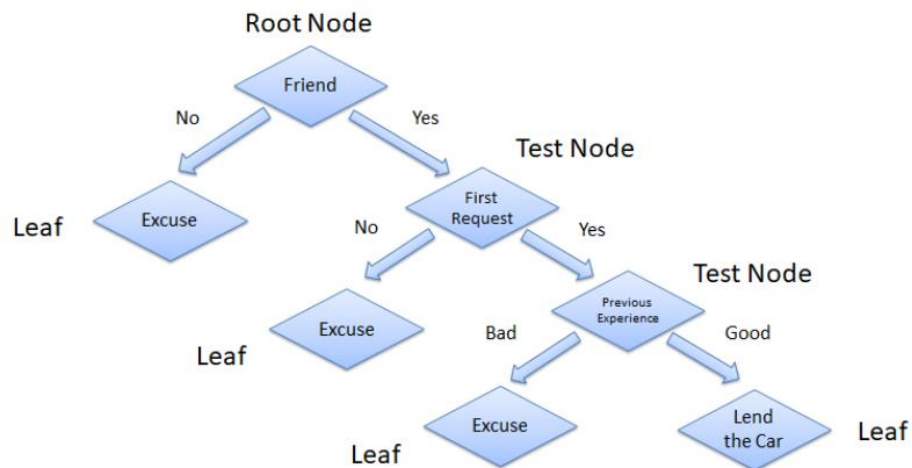 Root Node
Friend
No
Yes
Test Node
Leaf
Excuse
First
Request
No
Yes
Test Node
Leaf
Excuse
Previous
Experience
Bad
Good
Leaf
Excuse
Lend
the Car
Leaf